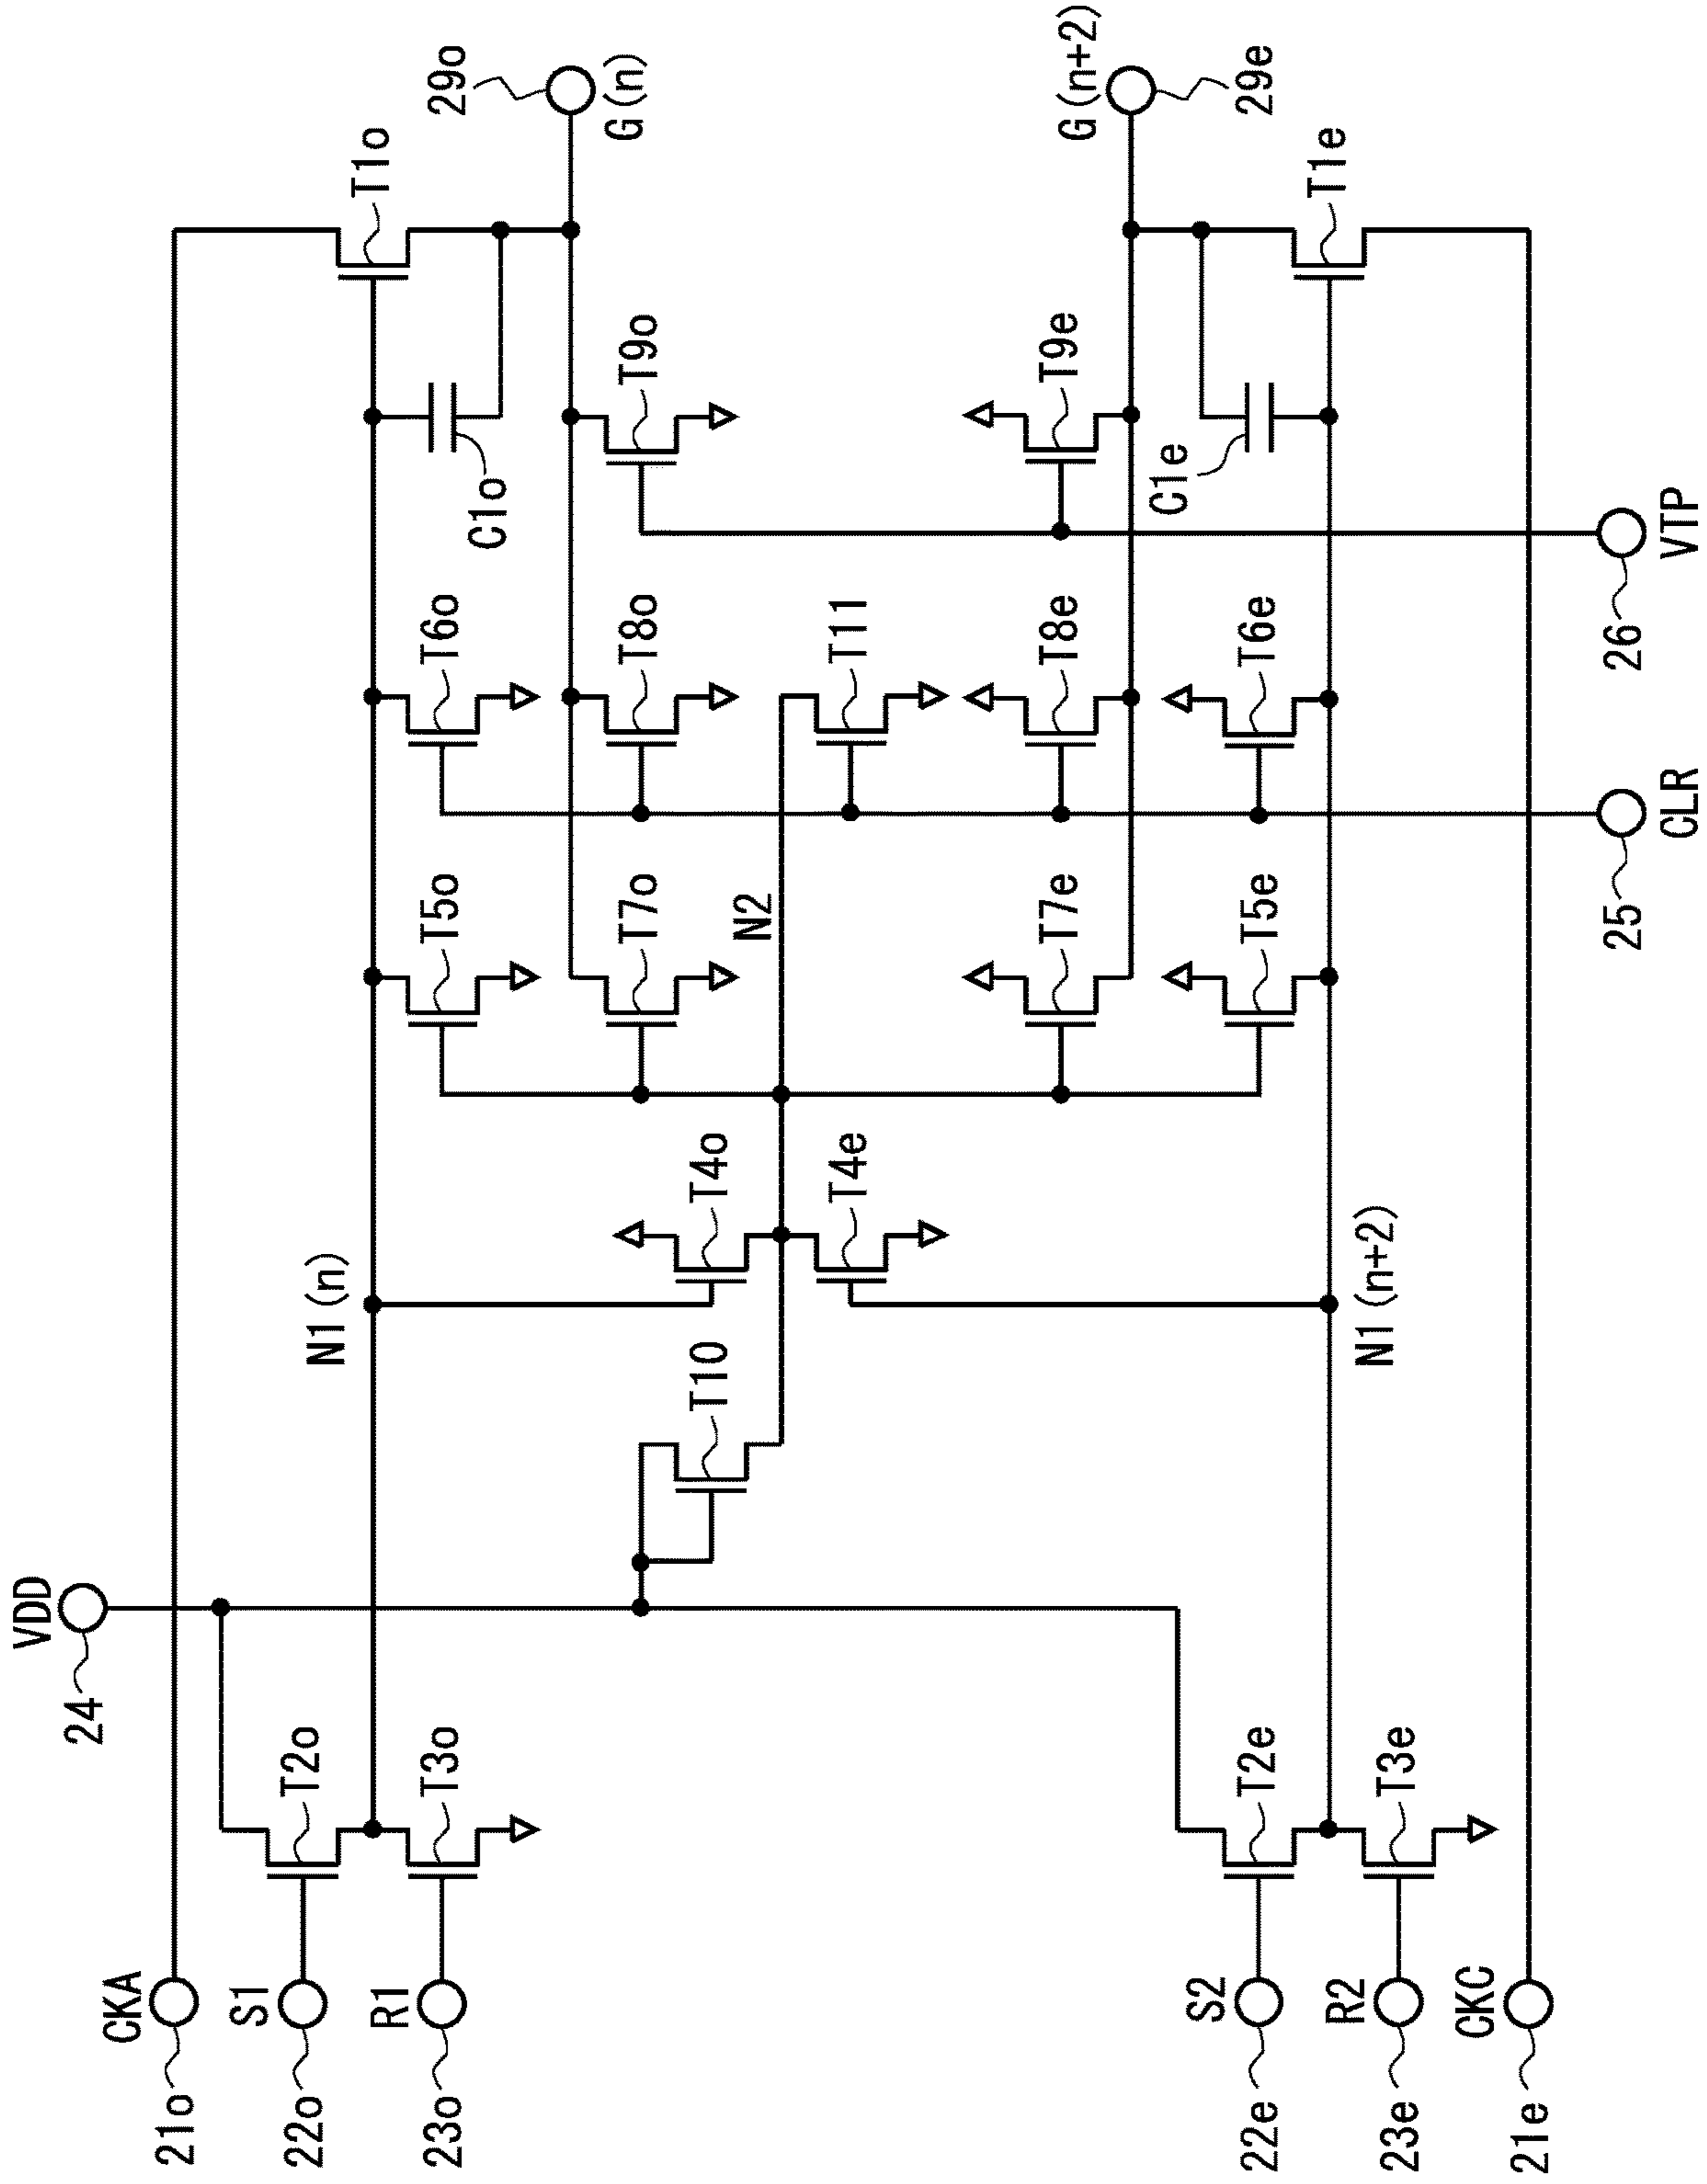 VDD
24
CKA
21o
S1
22o
R1
23o
T2o
T3o
N1(n)
T10
T4o
T4e
N1(n+2)
T5o
T7o
N2
T7e
T5e
T6o
T8o
T11
T8e
T6e
C1o
T9o
T9e
C1e
T1o
29o
G(n)
G(n+2)
29e
T1e
S2
22e
R2
23e
CKC
21e
T2e
T3e
25
CLR
26
VTP